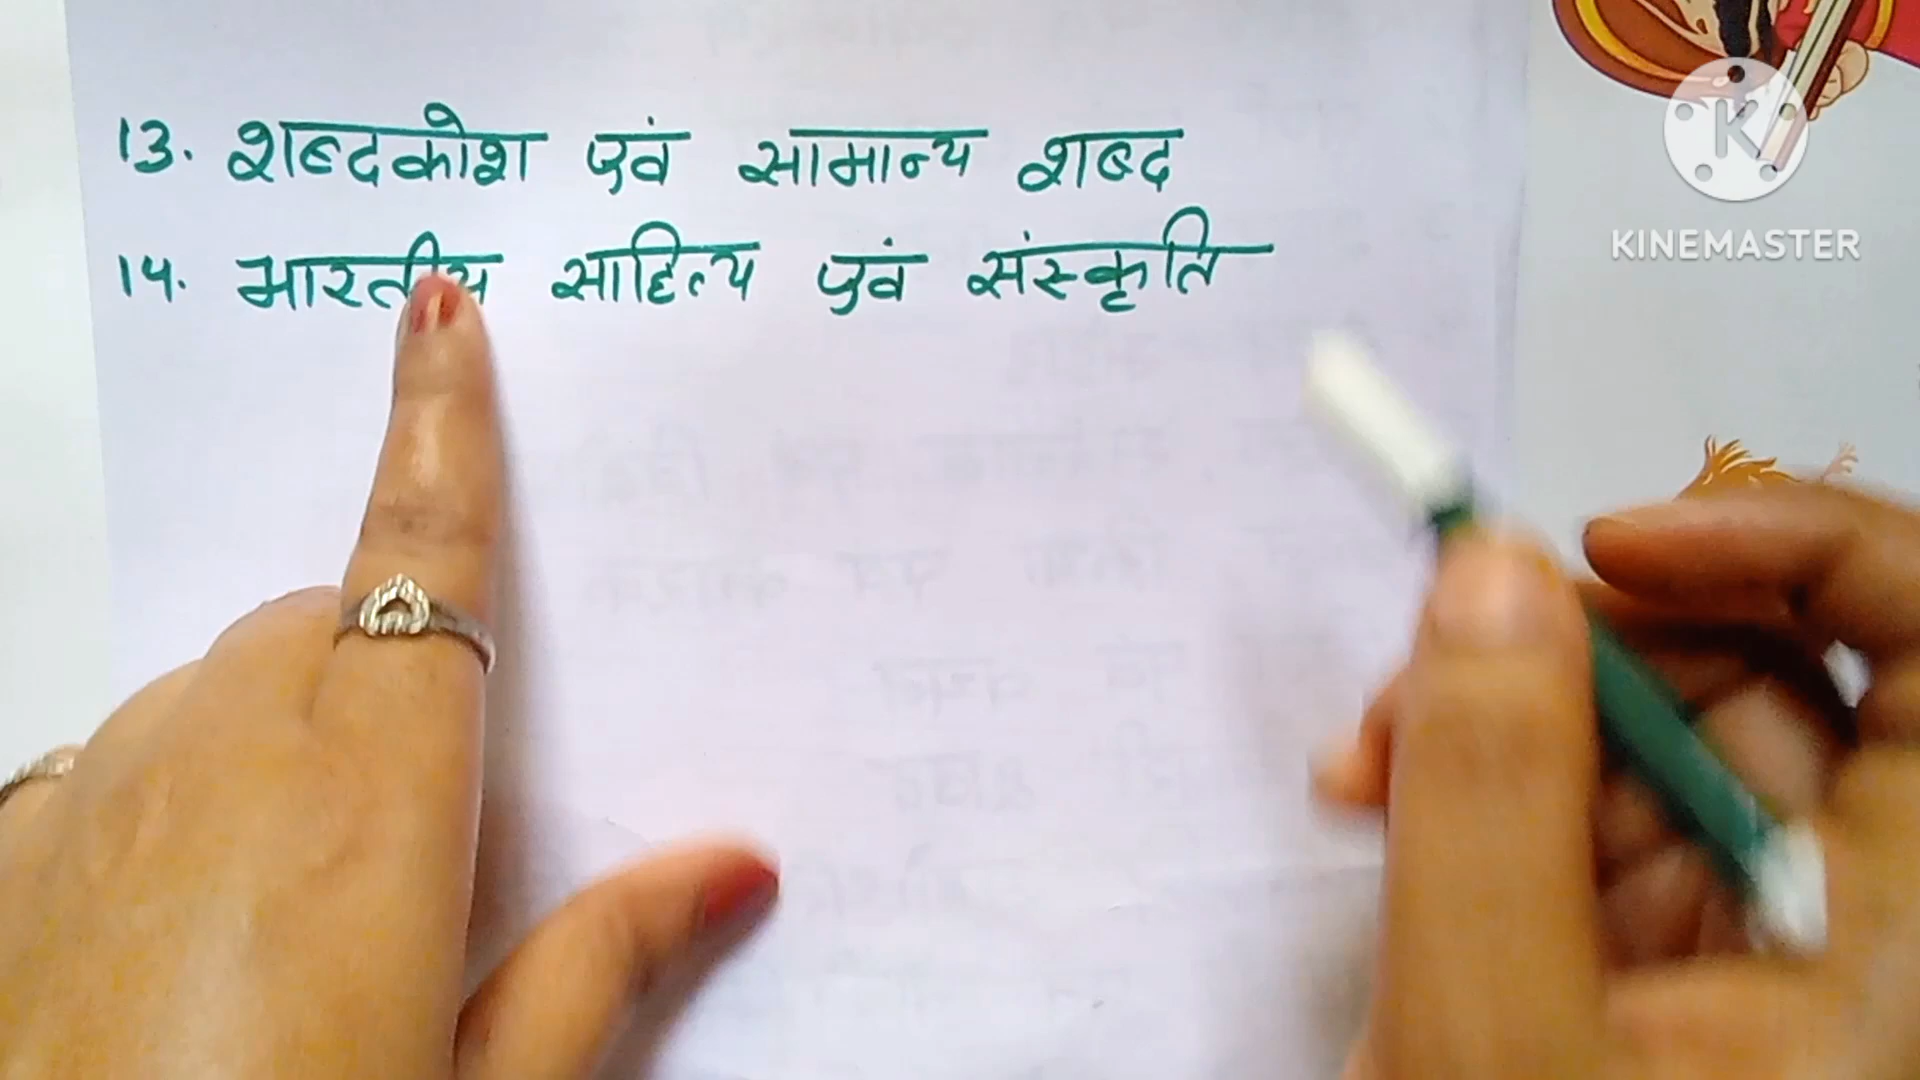 13. शब्दकोश एवं सामान्य शब्द
14. भारतीय साहित्य एवं संस्कृति
KINEMASTER